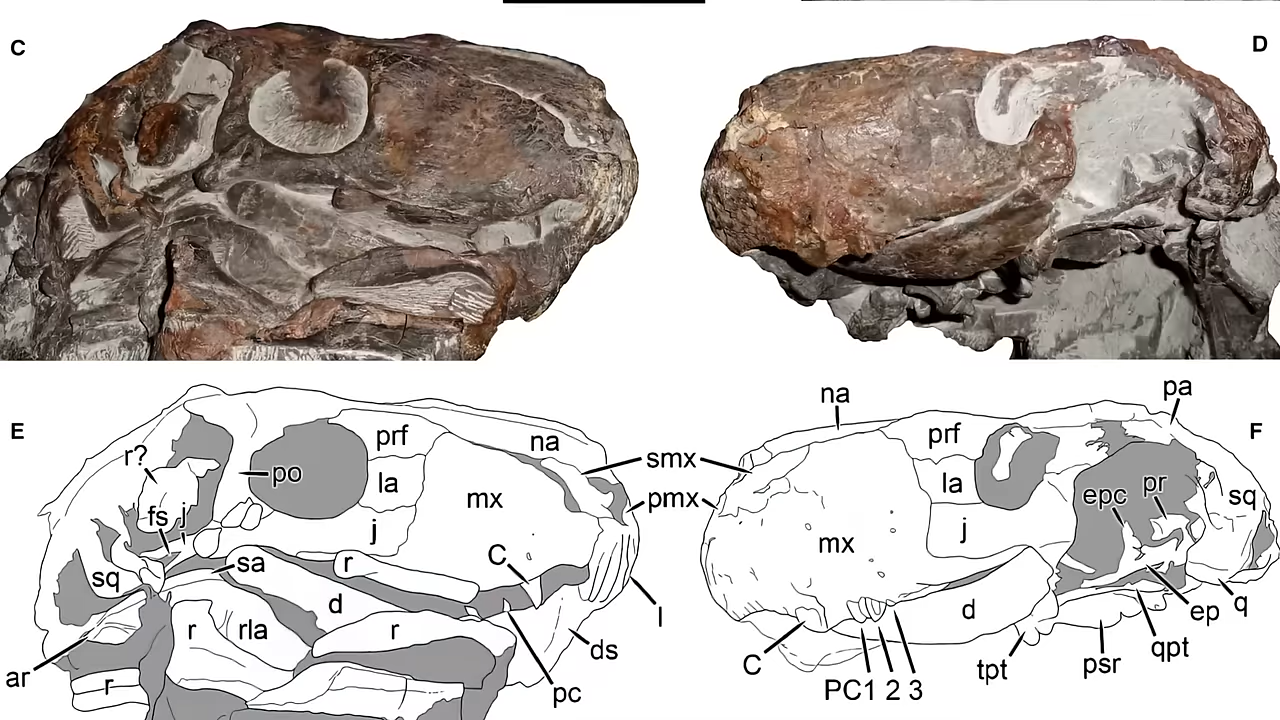 C
D
E
F
r?
fs
j
po
prf
la
j
mx
na
smx
pmx
sq
sa
r
C
d
r
rla
r
ar
r
pc
ds
l
na
pa
prf
la
j
mx
epc
pr
sq
d
C
PC1 2 3
tpt
psr
qpt
ep
q